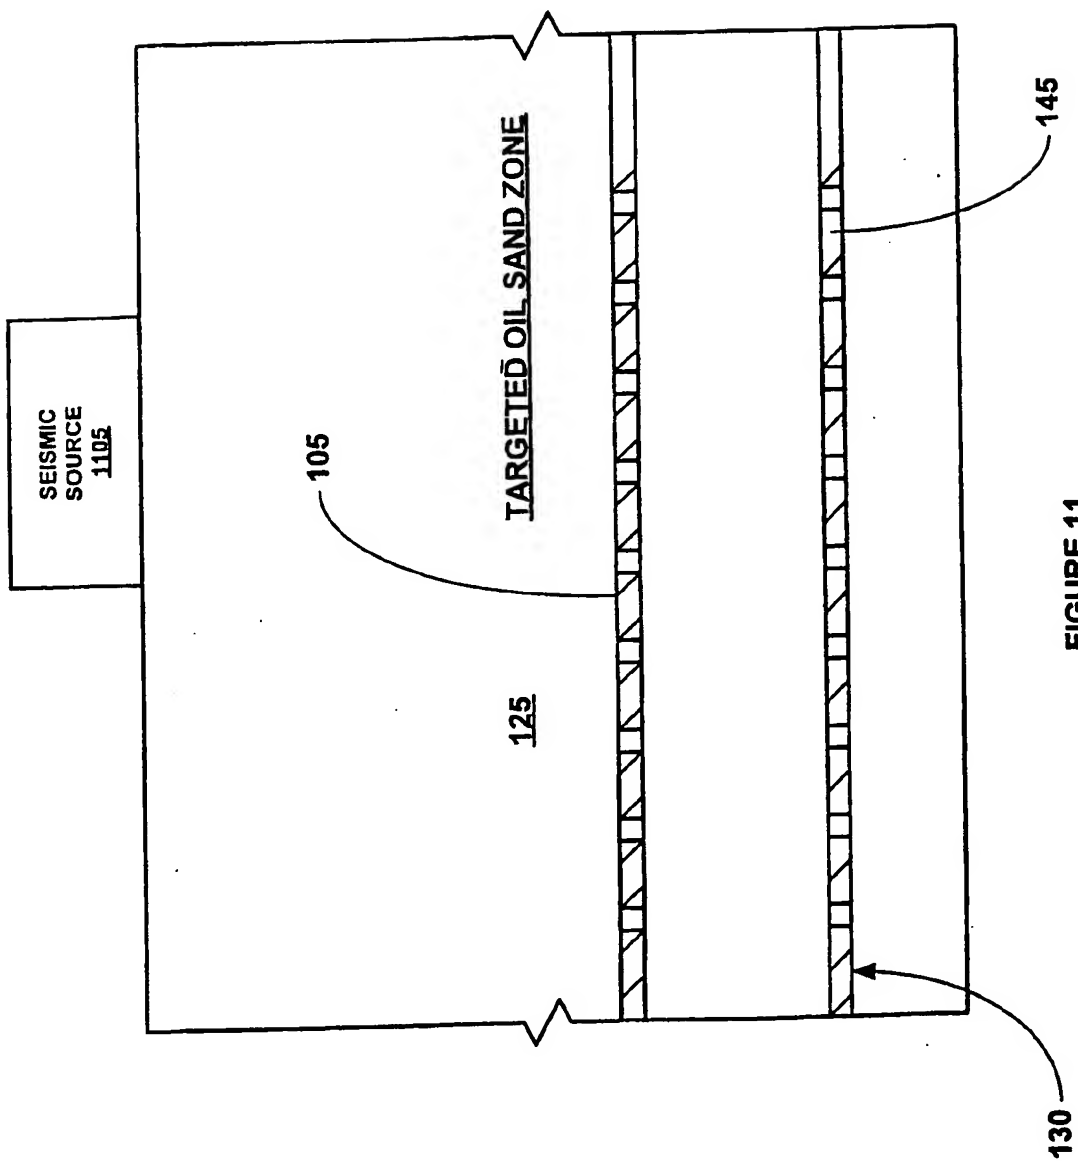 SEISMIC
SOURCE
1105
105
TARGETED OIL SAND ZONE
125
145
130
FIGURE 11